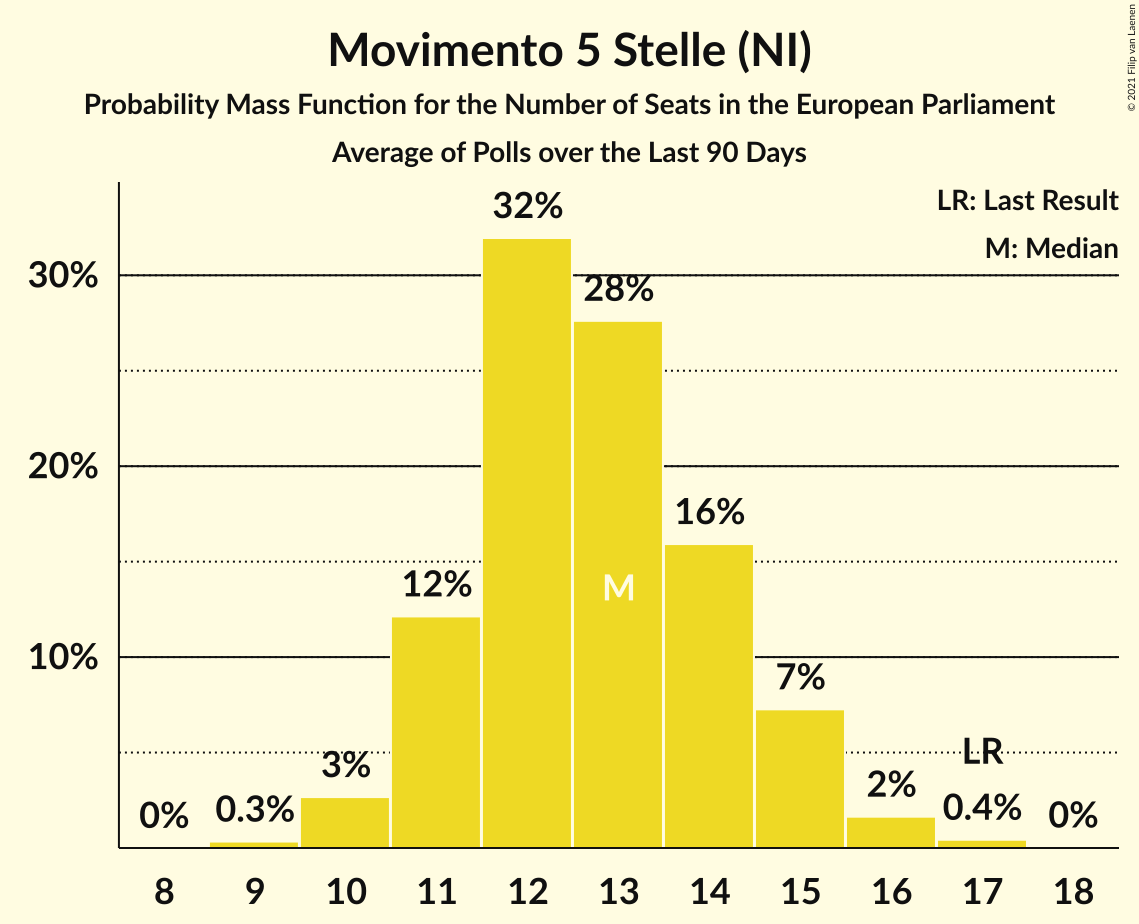 Movimento 5 Stelle (NI)
Probability Mass Function for the Number of Seats in the European Parliament
Average of Polls over the Last 90 Days
© 2021 Filip van Laenen
LR: Last Result
M: Median
32%
30%
28%
20%
16%
M
12%
10%
7%
LR
3%
2%
0%
0.3%
0.4%
0%
8 9 10 11 12 13 14 15 16 17 18